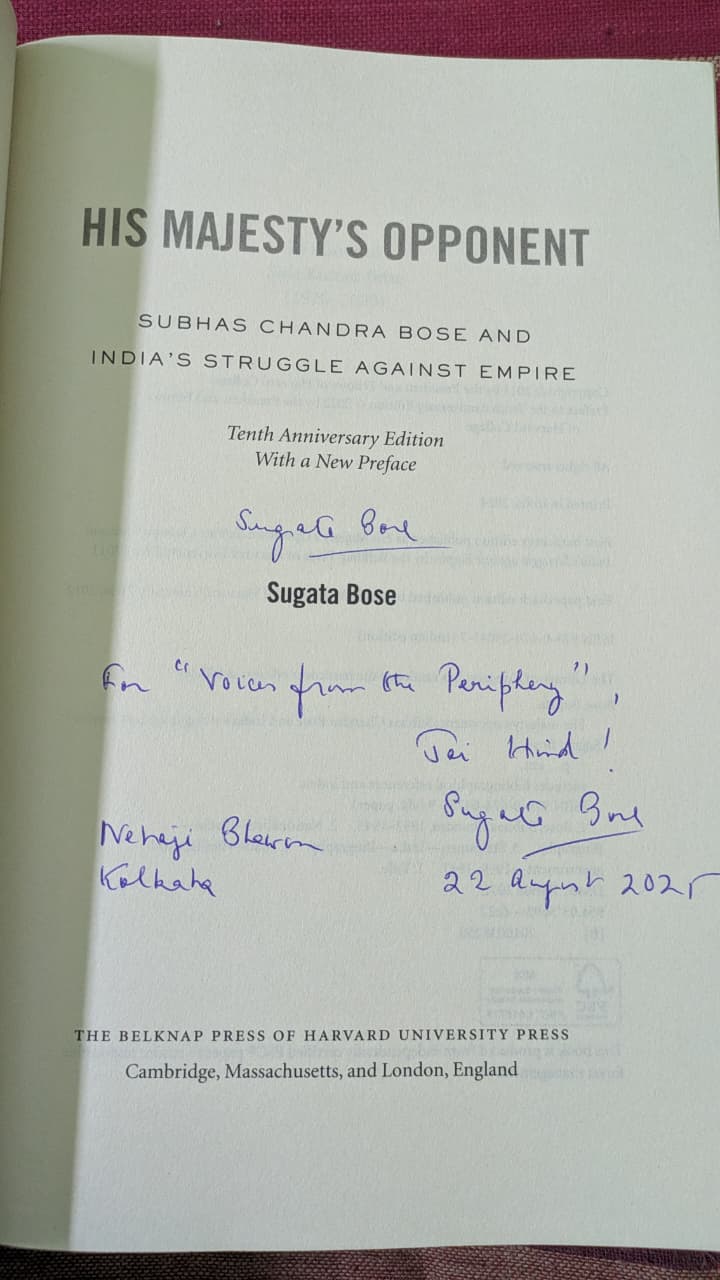 HIS MAJESTY'S OPPONENT
SUBHAS CHANDRA BOSE AND
INDIA'S STRUGGLE AGAINST EMPIRE
Tenth Anniversary Edition
With a New Preface
Sugata Bose
Sugata Bose
For "Voices from the Periphery",
Jai Hind!
Sugata Bose
Netaji Bhawan
Kolkata
22 August 2025
THE BELKNAP PRESS OF HARVARD UNIVERSITY PRESS
Cambridge, Massachusetts, and London, England